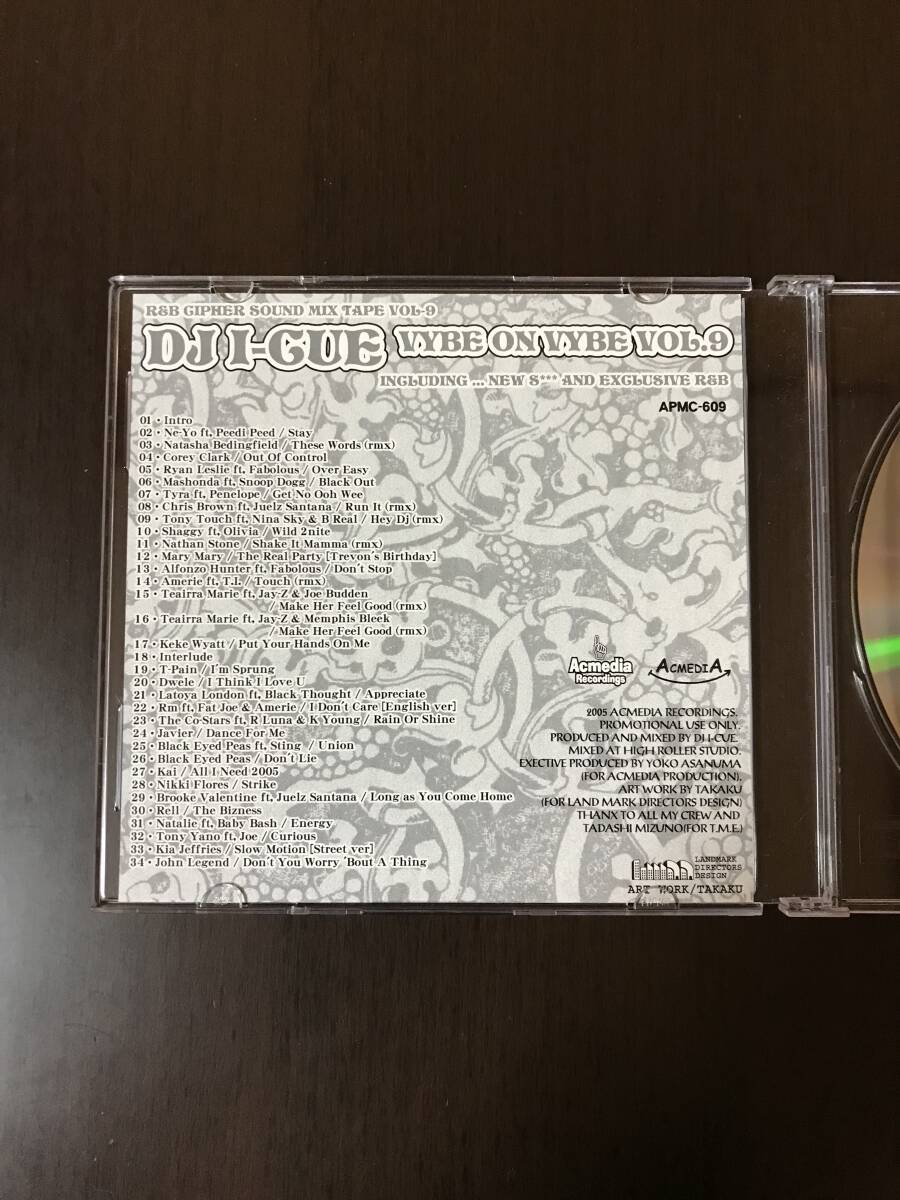 R&B CIPHER SOUND MIX TAPE VOL-9
DJ I-CUE VYBE ON VYBE VOL.9
INCLUDING ... NEW S*** AND EXCLUSIVE R&B
APMC-609
01・Intro
02・Ne-Yo ft, Peedi Peed / Stay
03・Natasha Bedingfield / These Words (rmx)
04・Corey Clark / Out Of Control
05・Ryan Leslie ft, Fabolous / Over Easy
06・Mashonda ft, Snoop Dogg / Black Out
07・Tyra ft, Penelope / Get No Ooh Wee
08・Chris Brown ft, Juelz Santana / Run It (rmx)
09・Tony Touch ft, Nina Sky & B Real / Hey Dj (rmx)
10・Shaggy ft, Olivia / Wild 2nite
11・Nathan Stone / Shake It Mamma (rmx)
12・Mary Mary / The Real Party [Trevon's Birthday]
13・Alfonzo Hunter ft, Fabolous / Don't Stop
14・Amerie ft, T.I. / Touch (rmx)
15・Teairra Marie ft, Jay-Z & Joe Budden
/ Make Her Feel Good (rmx)
16・Teairra Marie ft, Jay-Z & Memphis Bleek
/ Make Her Feel Good (rmx)
17・Keke Wyatt / Put Your Hands On Me
18・Interlude
19・T-Pain / I'm Sprung
20・Dwele / I Think I Love U
21・Latoya London ft, Black Thought / Appreciate
22・Rm ft, Fat Joe & Amerie / I Don't Care [English ver]
23・The Co-Stars ft, R Luna & K Young / Rain Or Shine
24・Javier / Dance For Me
25・Black Eyed Peas ft, Sting / Union
26・Black Eyed Peas / Don't Lie
27・Kai / All I Need 2005
28・Nikki Flores / Strike
29・Brooke Valentine ft, Juelz Santana / Long as You Come Home
30・Rell / The Bizness
31・Natalie ft, Baby Bash / Energy
32・Tony Yano ft, Joe / Curious
33・Kia Jeffries / Slow Motion [Street ver]
34・John Legend / Don't You Worry 'Bout A Thing
Acmedia
Recordings
ACMEDIA
2005 ACMEDIA RECORDINGS.
PROMOTIONAL USE ONLY.
PRODUCED AND MIXED BY DJ I-CUE.
MIXED AT HIGH ROLLER STUDIO.
EXECTIVE PRODUCED BY YOKO ASANUMA
(FOR ACMEDIA PRODUCTION).
ART WORK BY TAKAKU
(FOR LAND MARK DIRECTORS DESIGN)
THANX TO ALL MY CREW AND
TADASHI MIZUNO(FOR T.M.E.)
LANDMARK
DIRECTORS
DESIGN
ART WORK/TAKAKU